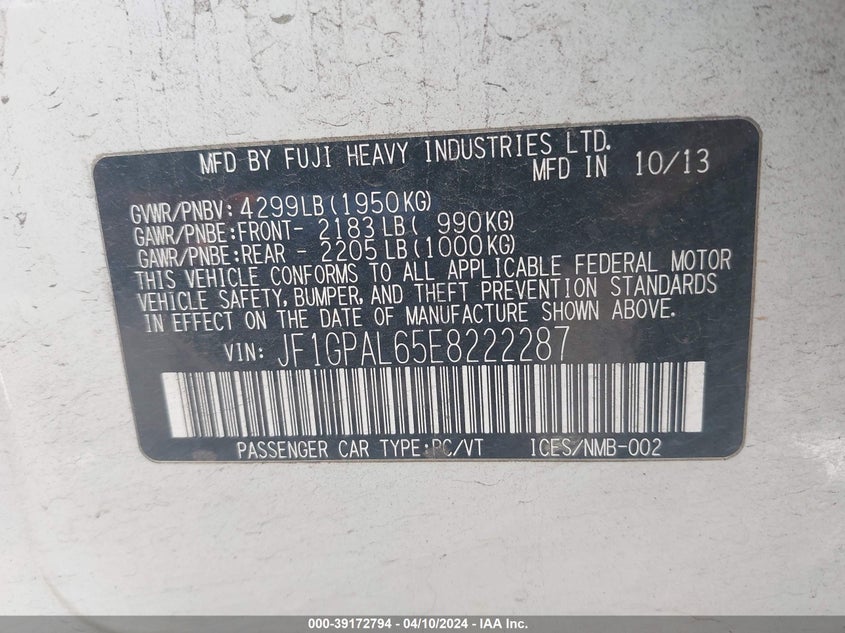 MFD BY FUJI HEAVY INDUSTRIES LTD.
MFD IN 10/13
GVWR/PNBV: 4299LB(1950KG)
GAWR/PNBE:FRONT- 2183LB( 990KG)
GAWR/PNBE:REAR - 2205LB(1000KG)
THIS VEHICLE CONFORMS TO ALL APPLICABLE FEDERAL MOTOR
VEHICLE SAFETY, BUMPER, AND THEFT PREVENTION STANDARDS
IN EFFECT ON THE DATE OF MANUFACTURE SHOWN ABOVE.
VIN: JF1GPAL65E8222287
PASSENGER CAR TYPE:PC/VT ICES/NMB-002
000-39172794 - 04/10/2024 - IAA Inc.